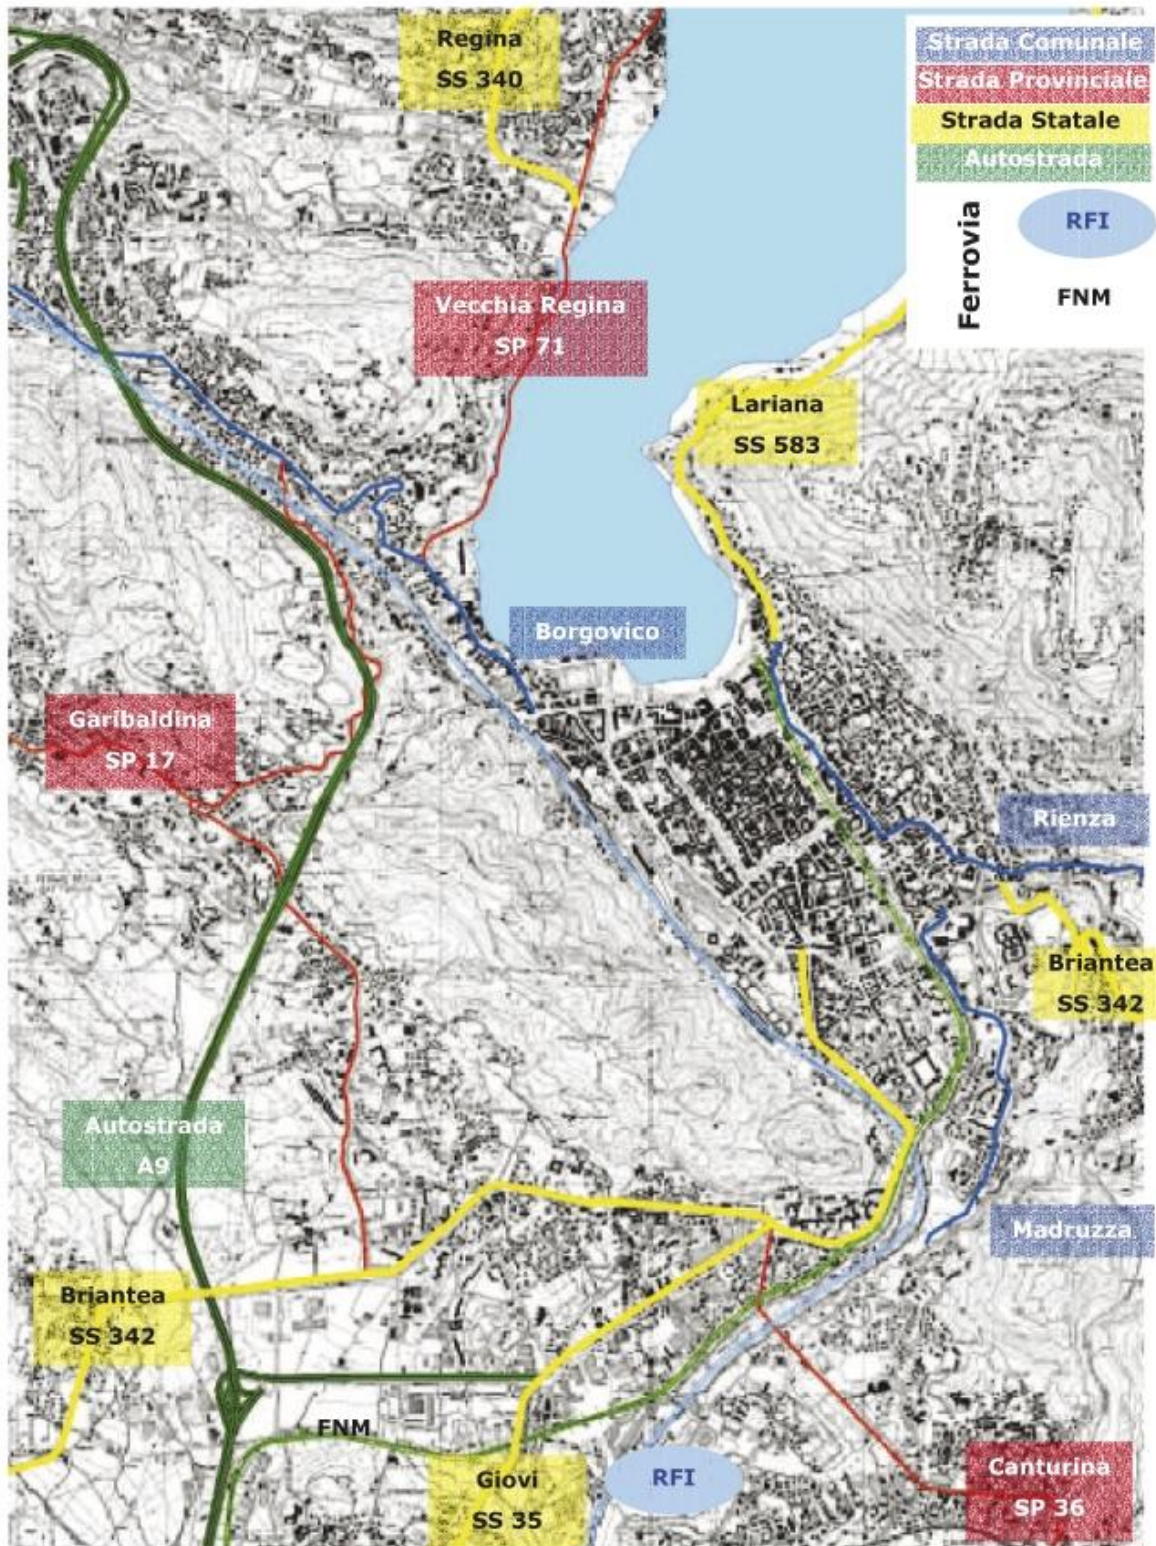 Regina
SS 340
Strada Comunale
Strada Provinciale
Strada Statale
Autostrada
Ferrovia
RFI
FNM
Vecchia Regina
SP 71
Lariana
SS 583
Borgovico
Garibaldina
SP 17
Rienza
Briantea
SS 342
Autostrada
A9
Madruzza
Briantea
SS 342
FNM
Giovi
SS 35
RFI
Canturina
SP 36